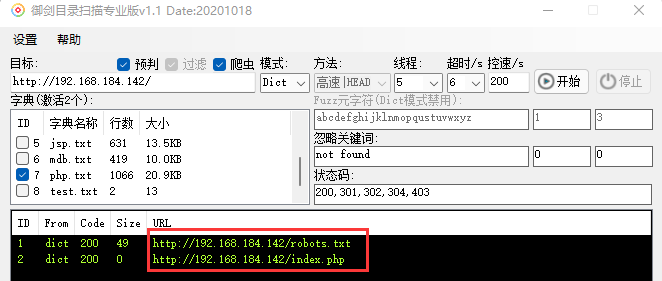 御剑目录扫描专业版v1.1 Date:20201018
设置 帮助
目标: 预判 过滤 爬虫 模式: 方法: 线程: 超时/s 控速/s
http://192.168.184.142/ Dict 高速|HEAD 5 6 200 开始 停止
字典(激活2个): Fuzz元字符(Dict模式禁用):
ID 字典名称 行数 大小 abcdefghijklnmopqustuvwxyz 1 3
5 jsp.txt 631 13.5KB 忽略关键词:
6 mdb.txt 419 10.0KB not found 0 0
7 php.txt 1066 20.9KB 状态码:
8 test.txt 2 13 200,301,302,304,403
ID From Code Size URL
1 dict 200 49 http://192.168.184.142/robots.txt
2 dict 200 0 http://192.168.184.142/index.php